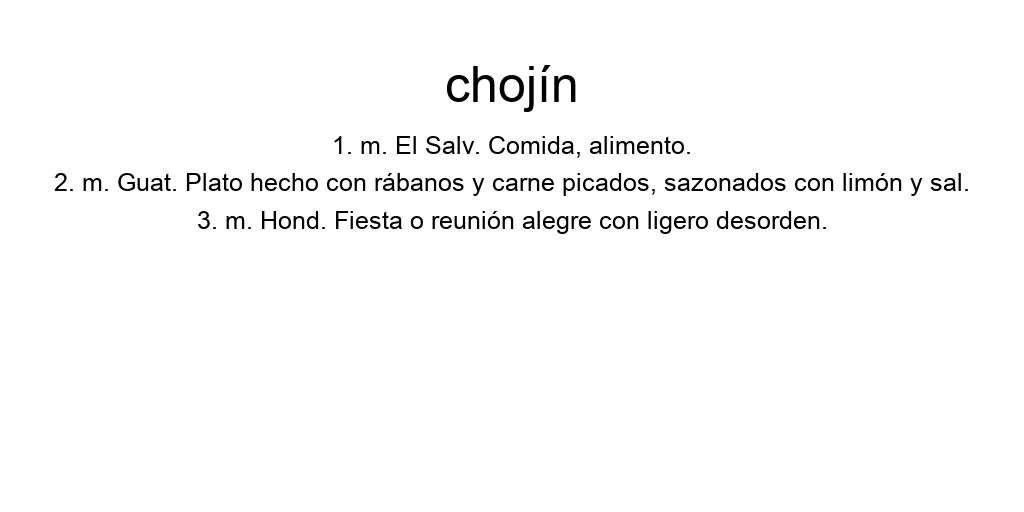 chojín
1. m. El Salv. Comida, alimento.
2. m. Guat. Plato hecho con rábanos y carne picados, sazonados con limón y sal.
3. m. Hond. Fiesta o reunión alegre con ligero desorden.